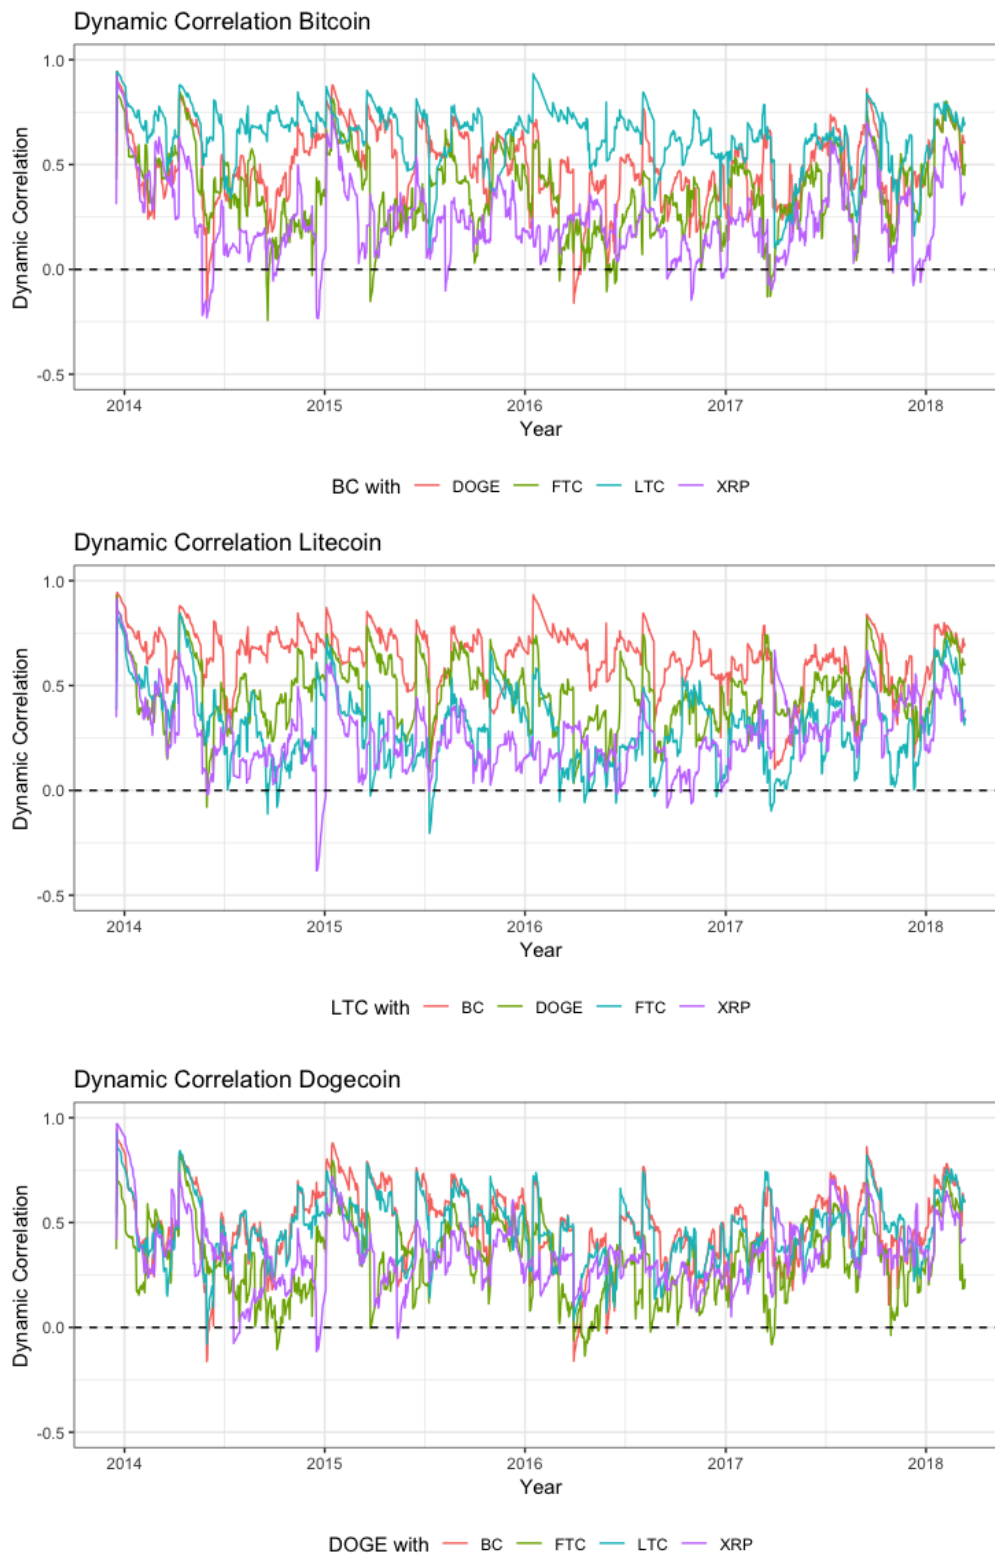 Dynamic Correlation Bitcoin
1.0
0.5
0.0
-0.5
Dynamic Correlation
2014 2015 2016 2017 2018
Year
BC with DOGE FTC LTC XRP
Dynamic Correlation Litecoin
1.0
0.5
0.0
-0.5
Dynamic Correlation
2014 2015 2016 2017 2018
Year
LTC with BC DOGE FTC XRP
Dynamic Correlation Dogecoin
1.0
0.5
0.0
-0.5
Dynamic Correlation
2014 2015 2016 2017 2018
Year
DOGE with BC FTC LTC XRP